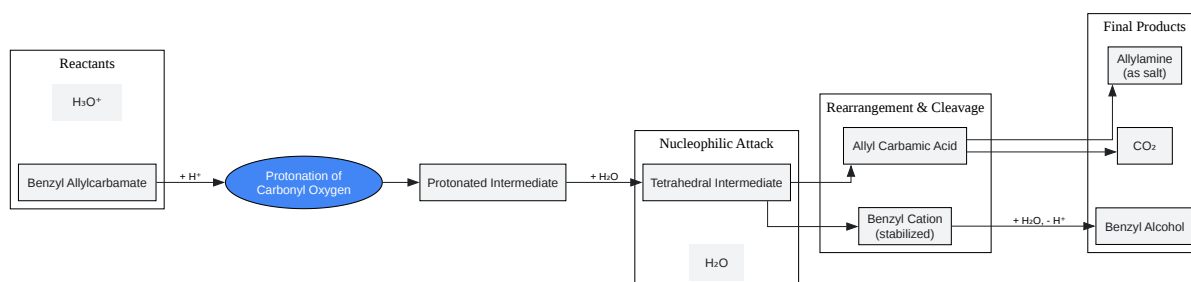 Reactants
H₃O⁺
Benzyl Allylcarbamate
+ H⁺
Protonation of
Carbonyl Oxygen
Protonated Intermediate
+ H₂O
Nucleophilic Attack
Tetrahedral Intermediate
H₂O
Rearrangement & Cleavage
Allyl Carbamic Acid
Benzyl Cation
(stabilized)
+ H₂O, - H⁺
Final Products
Allylamine
(as salt)
CO₂
Benzyl Alcohol